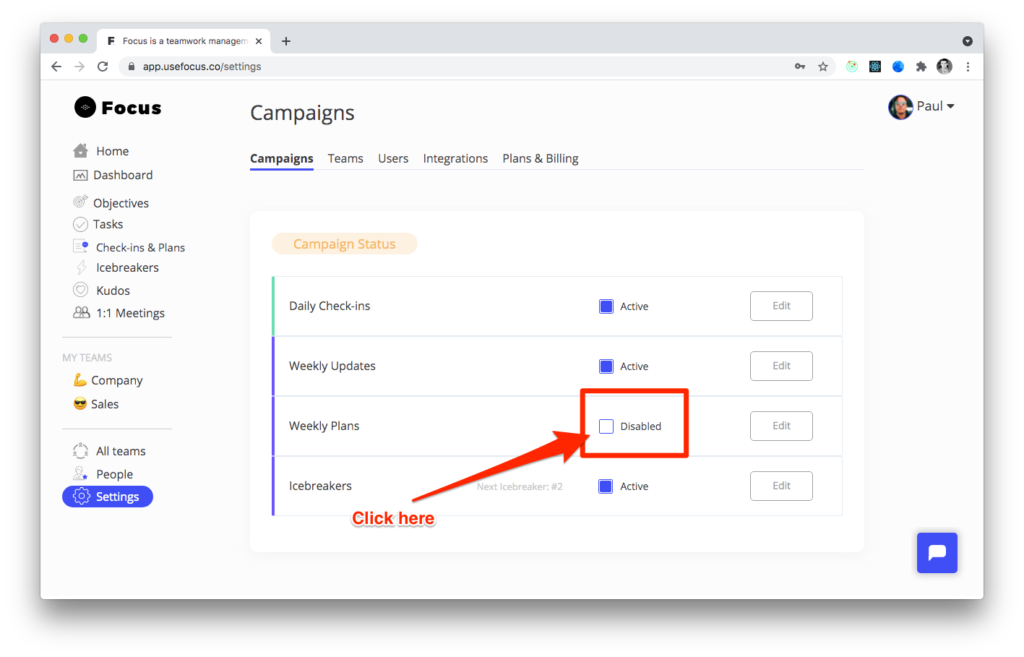 F Focus is a teamwork managem
app.usefocus.co/settings
Focus
Campaigns
Paul
Home
Dashboard
Objectives
Tasks
Check-ins & Plans
Icebreakers
Kudos
1:1 Meetings
MY TEAMS
Company
Sales
All teams
People
Settings
Campaigns Teams Users Integrations Plans & Billing
Campaign Status
Daily Check-ins Active Edit
Weekly Updates Active Edit
Weekly Plans Disabled Edit
Icebreakers Next Icebreaker: #2 Active Edit
Click here